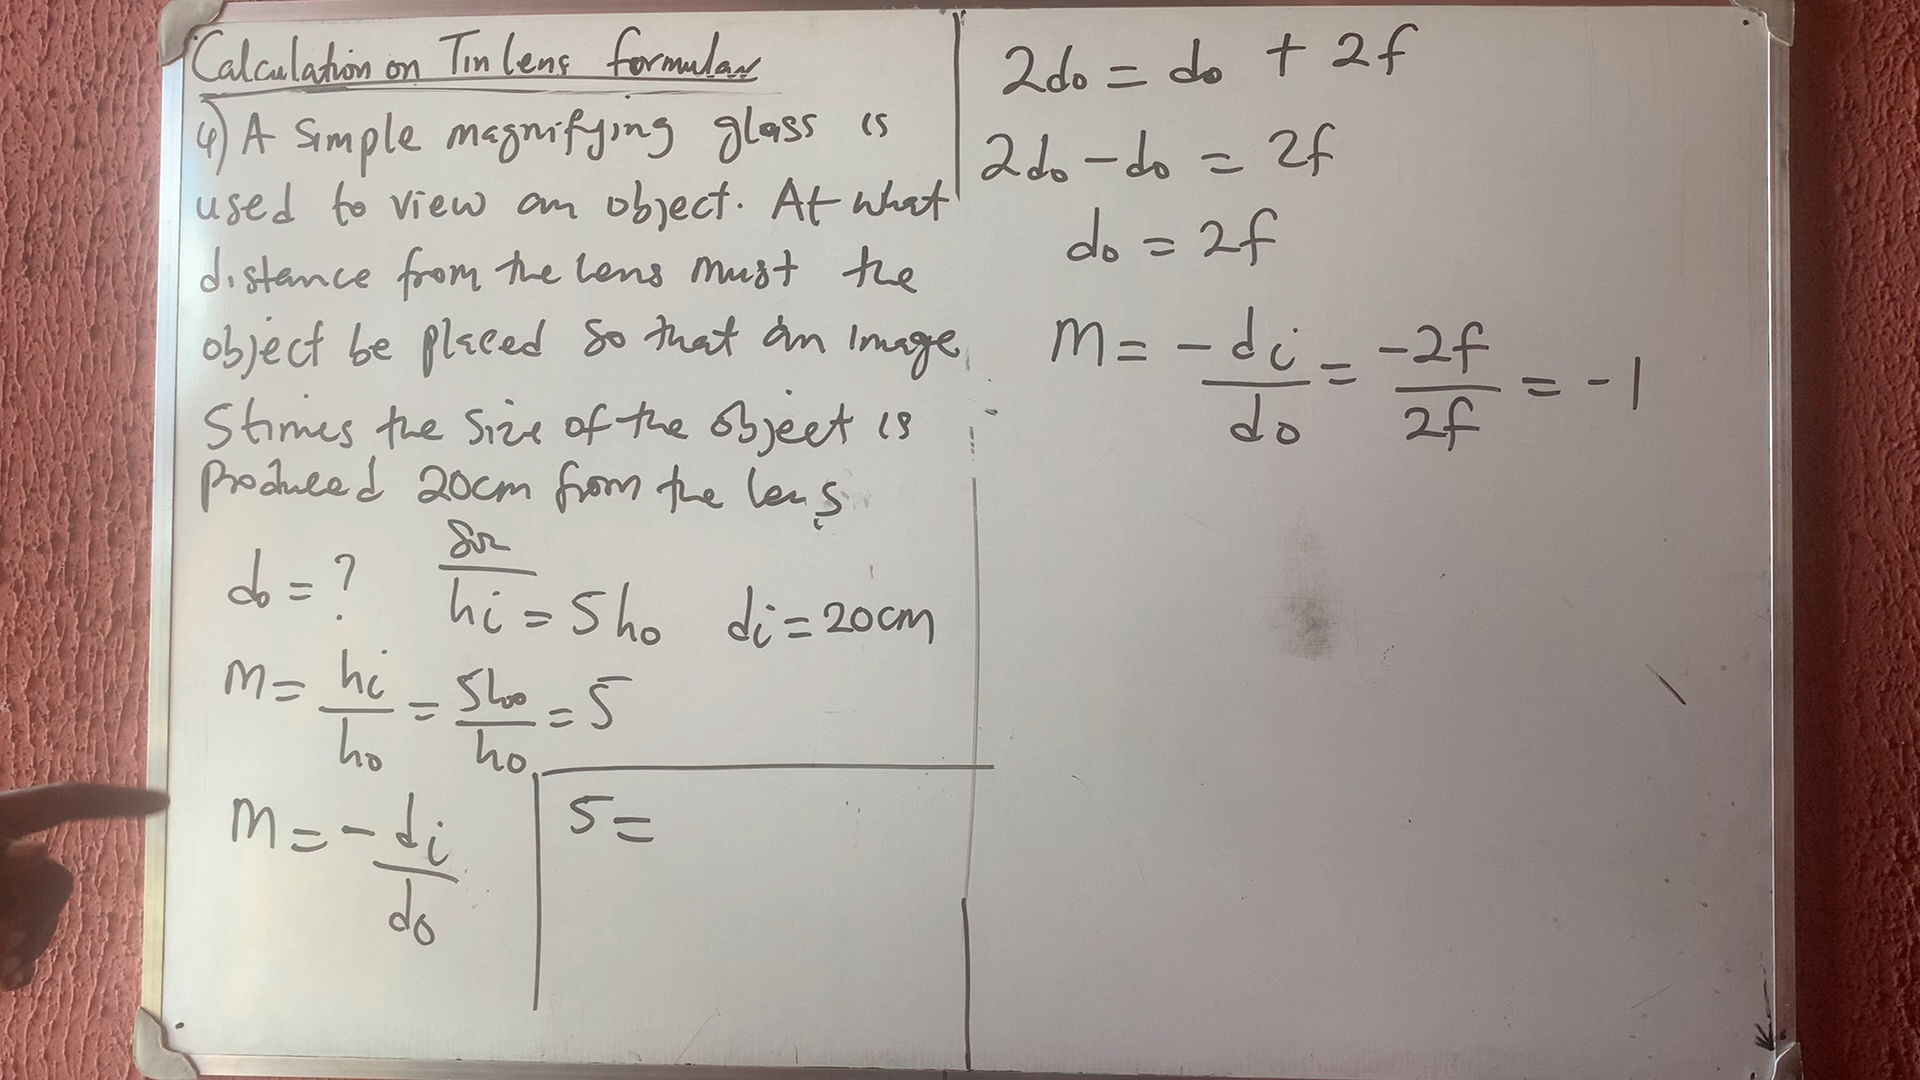 Calculation on Tin lens formular
4) A simple magnifying glass is
used to view an object. At what
distance from the lens must the
object be placed so that an image
5times the size of the object is
produced 20cm from the lens
do = ?
hi = 5ho
di = 20cm
m = hi/ho = 5ho/ho = 5
m = -di/do
5 =
2do = do + 2f
2do - do = 2f
do = 2f
m = -di/do = -2f/2f = -1